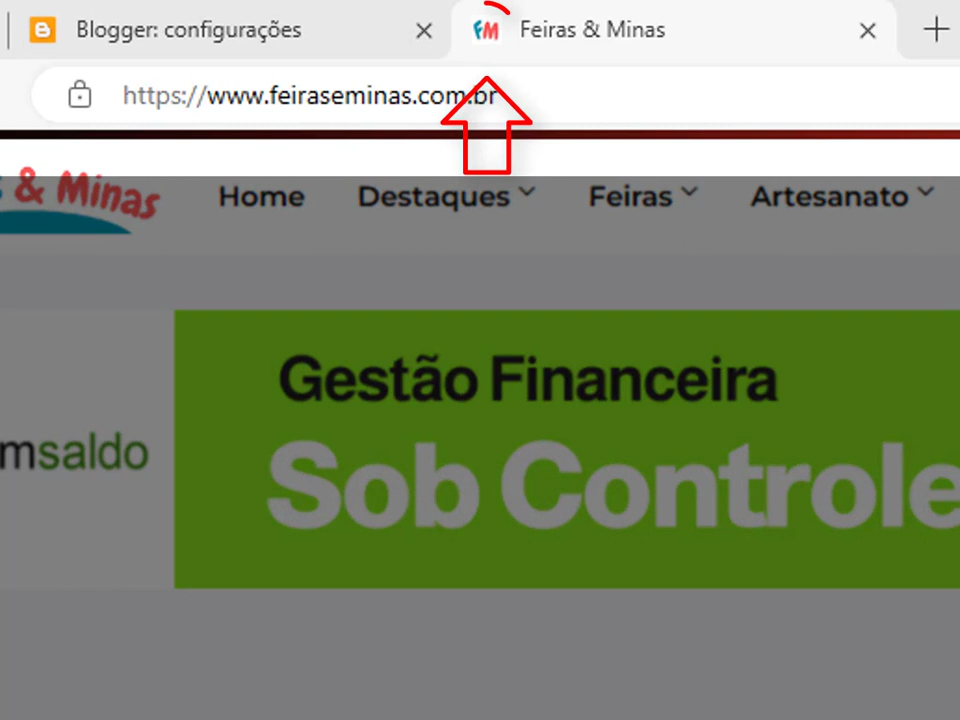 Blogger: configurações
FM Feiras & Minas
https://www.feiraseminas.com.br
& Minas
Home Destaques Feiras Artesanato
Gestão Financeira
msaldo
Sob Controle